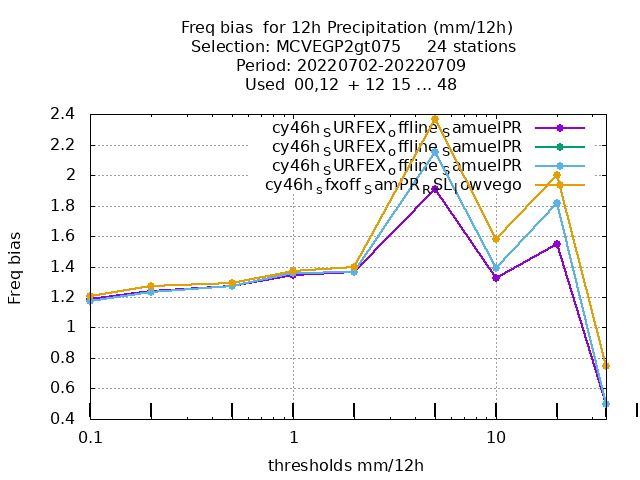 Freq bias  for 12h Precipitation (mm/12h)
Selection: MCVEGP2gt075     24 stations
Period: 20220702-20220709
Used  00,12  + 12 15 ... 48
cy46h_SURFEX_offline_SamuelPR
cy46h_SURFEX_offline_SamuelPR
cy46h_SURFEX_offline_SamuelPR
cy46h_sfxoff_SamPR_RSL_lowvego
Freq bias
2.4
2.2
2
1.8
1.6
1.4
1.2
1
0.8
0.6
0.4
0.1
1
10
thresholds mm/12h